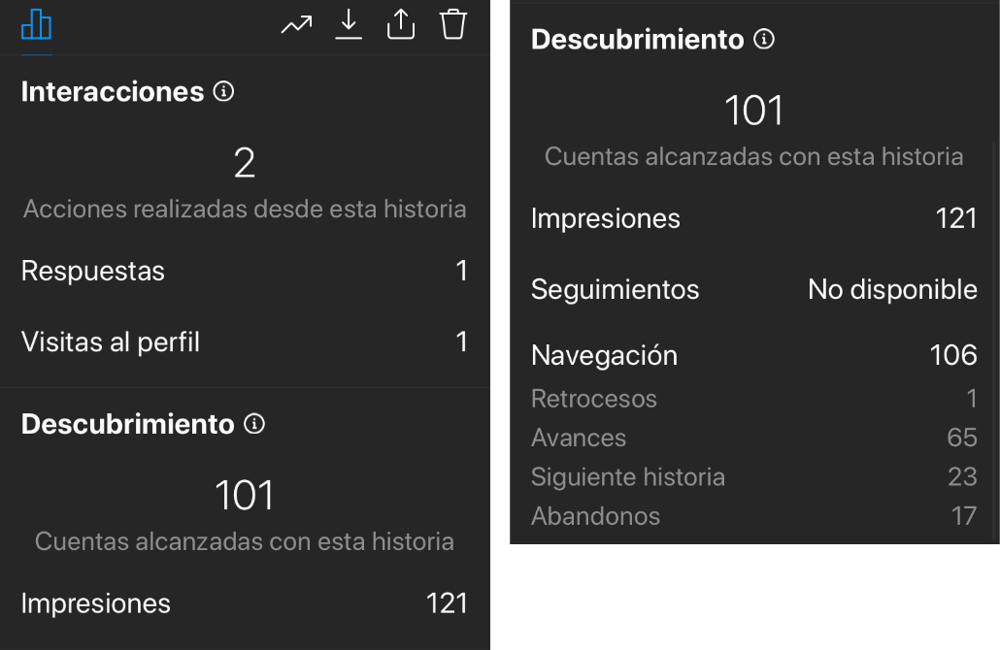 Interacciones
2
Acciones realizadas desde esta historia
Respuestas 1
Visitas al perfil 1
Descubrimiento
101
Cuentas alcanzadas con esta historia
Impresiones 121
Descubrimiento
101
Cuentas alcanzadas con esta historia
Impresiones 121
Seguimientos No disponible
Navegación 106
Retrocesos 1
Avances 65
Siguiente historia 23
Abandonos 17